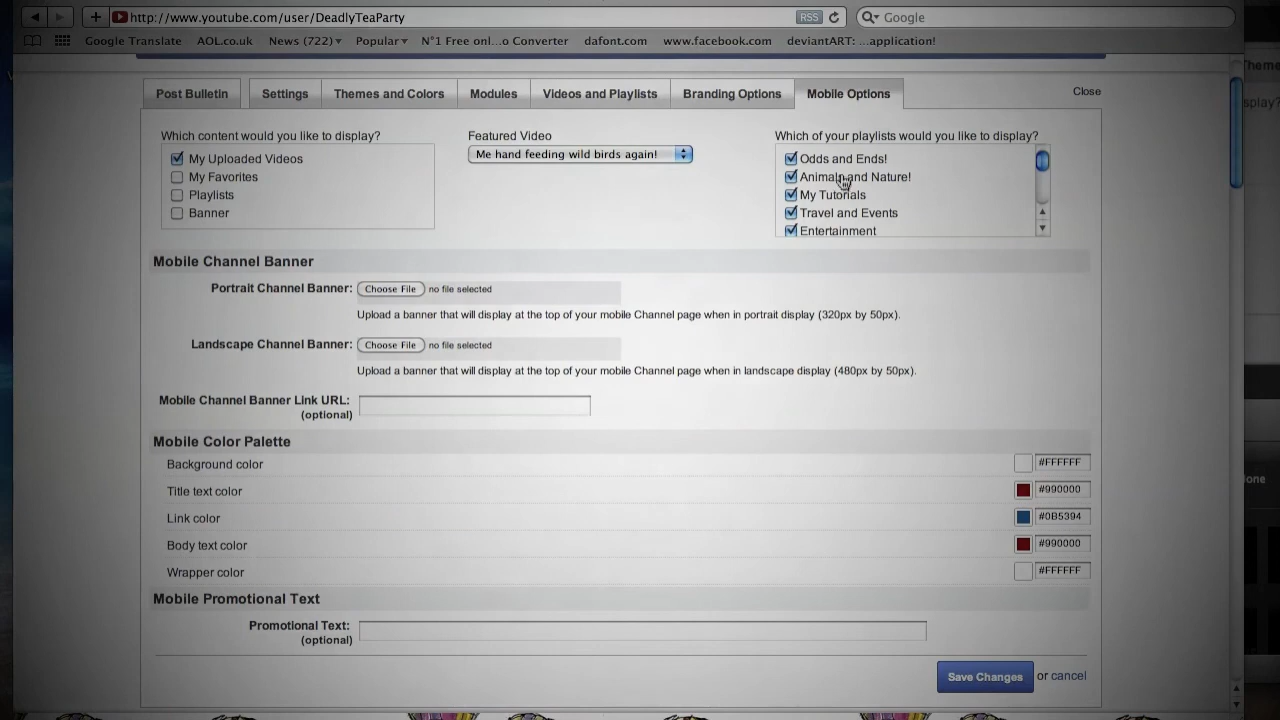 http://www.youtube.com/user/DeadlyTeaParty
RSS
Google
Google Translate
AOL.co.uk
News (722)▾
Popular▾
N°1 Free onl...o Converter
dafont.com
www.facebook.com
deviantART: ...application!
Post Bulletin
Settings
Themes and Colors
Modules
Videos and Playlists
Branding Options
Mobile Options
Close
Which content would you like to display?
My Uploaded Videos
My Favorites
Playlists
Banner
Featured Video
Me hand feeding wild birds again!
Which of your playlists would you like to display?
Odds and Ends!
Animals and Nature!
My Tutorials
Travel and Events
Entertainment
Mobile Channel Banner
Portrait Channel Banner: Choose File no file selected
Upload a banner that will display at the top of your mobile Channel page when in portrait display (320px by 50px).
Landscape Channel Banner: Choose File no file selected
Upload a banner that will display at the top of your mobile Channel page when in landscape display (480px by 50px).
Mobile Channel Banner Link URL:
(optional)
Mobile Color Palette
Background color #FFFFFF
Title text color #990000
Link color #0B5394
Body text color #990000
Wrapper color #FFFFFF
Mobile Promotional Text
Promotional Text:
(optional)
Save Changes or cancel